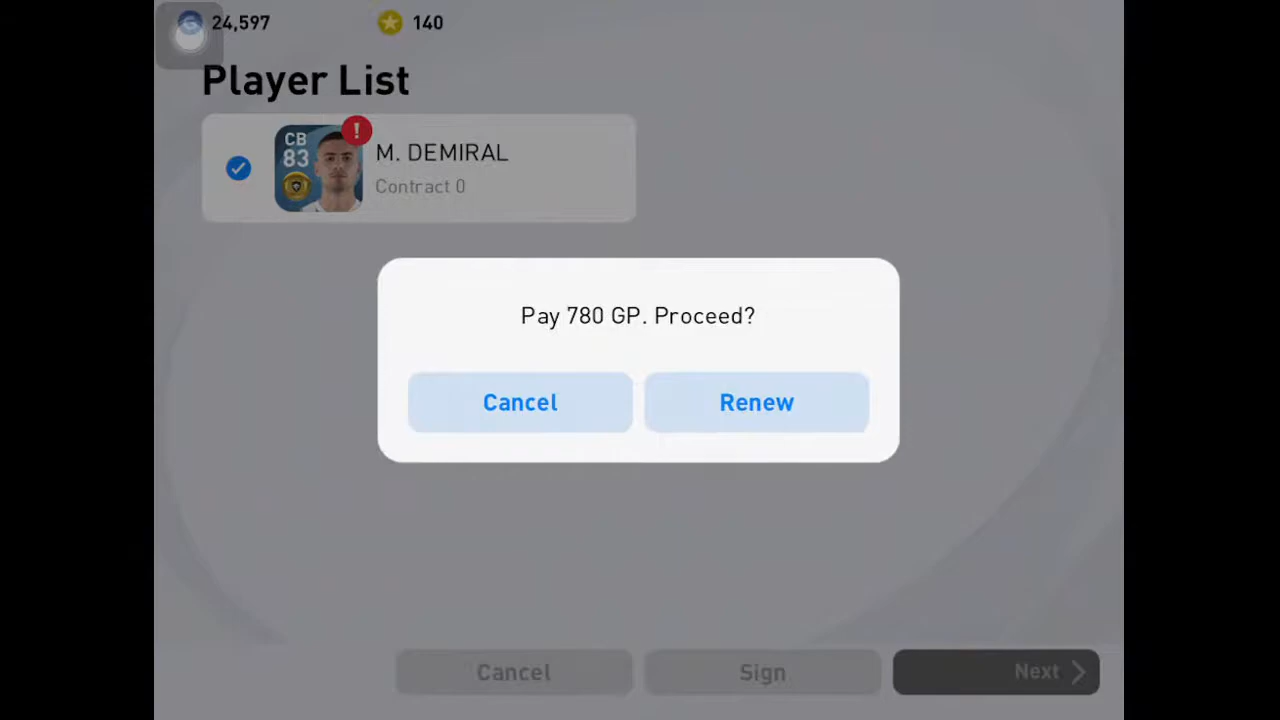 24,597 140
Player List
CB
83
!
M. DEMIRAL
Contract 0
Pay 780 GP. Proceed?
Cancel Renew
Cancel Sign Next